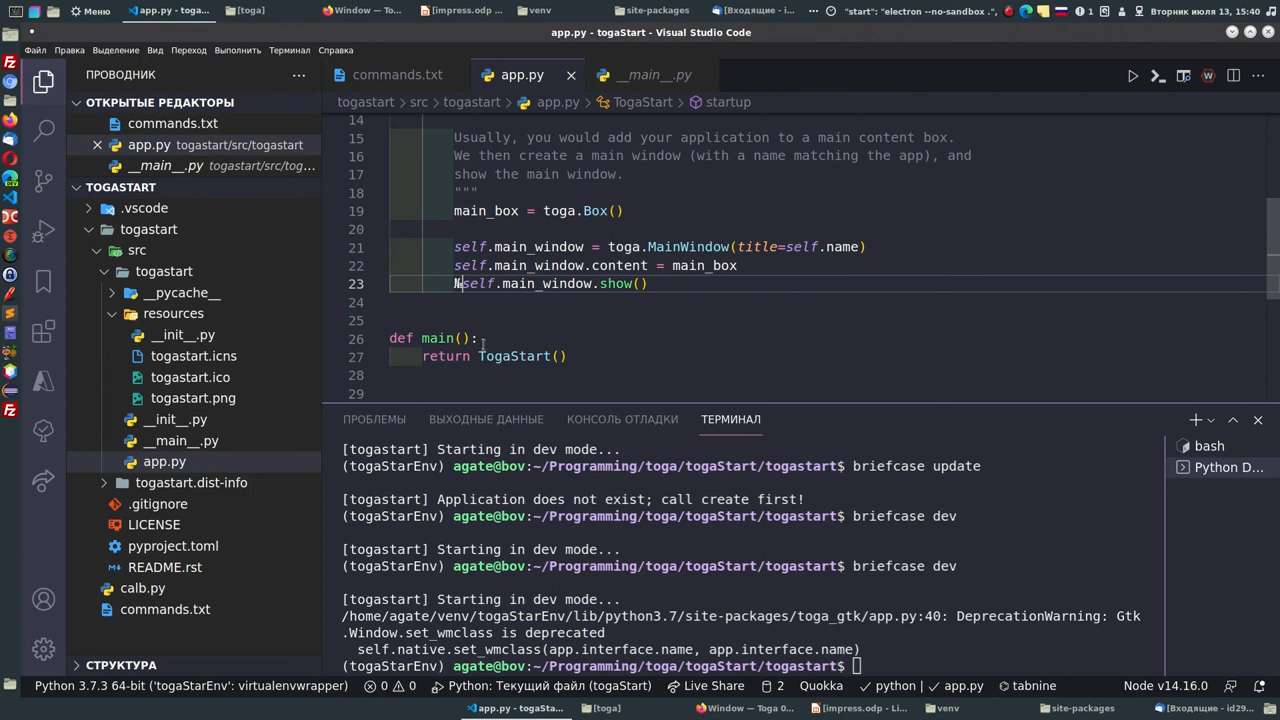 Меню
app.py - toga...
[toga]
Window — To...
[impress.odp - ...
venv
site-packages
[Входящие - i...
"start": "electron --no-sandbox .",
1
Вторник июля 13, 15:40
app.py - togaStart - Visual Studio Code
Файл Правка Выделение Вид Переход Выполнить Терминал Справка
ПРОВОДНИК
commands.txt
app.py
__main__.py
ОТКРЫТЫЕ РЕДАКТОРЫ
togastart > src > togastart > app.py > TogaStart > startup
commands.txt
app.py togastart/src/togastart
__main__.py togastart/src/tog...
TOGASTART
.vscode
togastart
src
togastart
__pycache__
resources
__init__.py
togastart.icns
togastart.ico
togastart.png
__init__.py
__main__.py
app.py
togastart.dist-info
.gitignore
LICENSE
pyproject.toml
README.rst
calb.py
commands.txt
СТРУКТУРА
14
15 Usually, you would add your application to a main content box.
16 We then create a main window (with a name matching the app), and
17 show the main window.
18 """
19 main_box = toga.Box()
20
21 self.main_window = toga.MainWindow(title=self.name)
22 self.main_window.content = main_box
23 №self.main_window.show()
24
25
26 def main():
27 return TogaStart()
28
29
ПРОБЛЕМЫ ВЫХОДНЫЕ ДАННЫЕ КОНСОЛЬ ОТЛАДКИ ТЕРМИНАЛ
[togastart] Starting in dev mode...
(togaStarEnv) agate@bov:~/Programming/toga/togaStart/togastart$ briefcase update
[togastart] Application does not exist; call create first!
(togaStarEnv) agate@bov:~/Programming/toga/togaStart/togastart$ briefcase dev
[togastart] Starting in dev mode...
(togaStarEnv) agate@bov:~/Programming/toga/togaStart/togastart$ briefcase dev
[togastart] Starting in dev mode...
/home/agate/venv/togaStarEnv/lib/python3.7/site-packages/toga_gtk/app.py:40: DeprecationWarning: Gtk
.Window.set_wmclass is deprecated
self.native.set_wmclass(app.interface.name, app.interface.name)
(togaStarEnv) agate@bov:~/Programming/toga/togaStart/togastart$
bash
Python D...
Python 3.7.3 64-bit ('togaStarEnv': virtualenvwrapper)
0 0
Python: Текущий файл (togaStart)
Live Share
2
Quokka
python | app.py
tabnine
Node v14.16.0
app.py - togaSta...
[toga]
Window — Toga 0...
[impress.odp - Li...
venv
site-packages
[Входящие - id29...